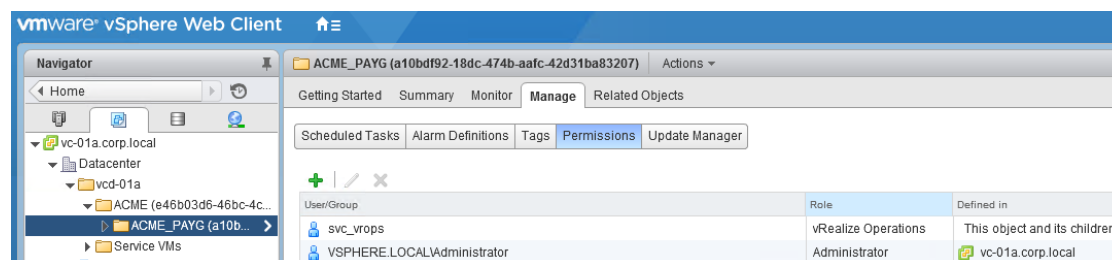 vmware® vSphere Web Client
Navigator
Home
vc-01a.corp.local
Datacenter
vcd-01a
ACME (e46b03d6-46bc-4c...
ACME_PAYG (a10b...
Service VMs
ACME_PAYG (a10bdf92-18dc-474b-aafc-42d31ba83207) Actions
Getting Started Summary Monitor Manage Related Objects
Scheduled Tasks Alarm Definitions Tags Permissions Update Manager
User/Group Role Defined in
svc_vrops vRealize Operations This object and its children
VSPHERE.LOCAL\Administrator Administrator vc-01a.corp.local